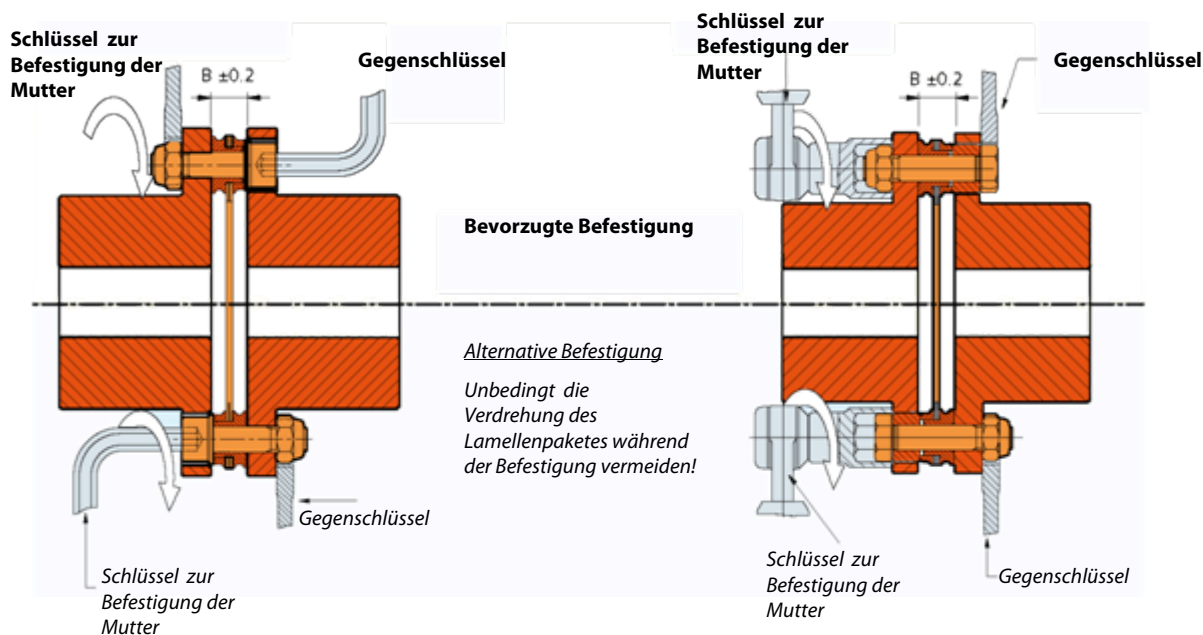 Schlüssel zur
Befestigung der
Mutter
B ±0.2
Gegenschlüssel
Schlüssel zur
Befestigung der
Mutter
B ±0.2
Gegenschlüssel
Bevorzugte Befestigung
Alternative Befestigung
Unbedingt die
Verdrehung des
Lamellenpaketes während
der Befestigung vermeiden!
Gegenschlüssel
Schlüssel zur
Befestigung der
Mutter
Schlüssel zur
Befestigung der
Mutter
Gegenschlüssel